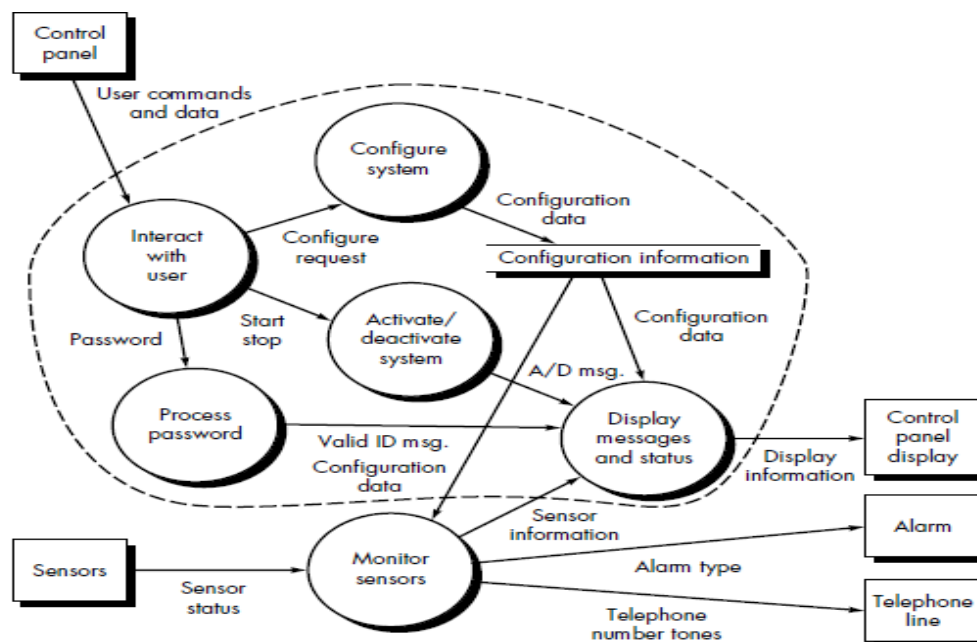 Control
panel
User commands
and data
Configure
system
Configuration
data
Interact
with
user
Configure
request
Configuration information
Password
Start
stop
Activate/
deactivate
system
Configuration
data
A/D msg.
Process
password
Valid ID msg.
Display
messages
and status
Control
panel
display
Display
information
Configuration
data
Sensor
information
Alarm
Sensors
Sensor
status
Monitor
sensors
Alarm type
Telephone
number tones
Telephone
line